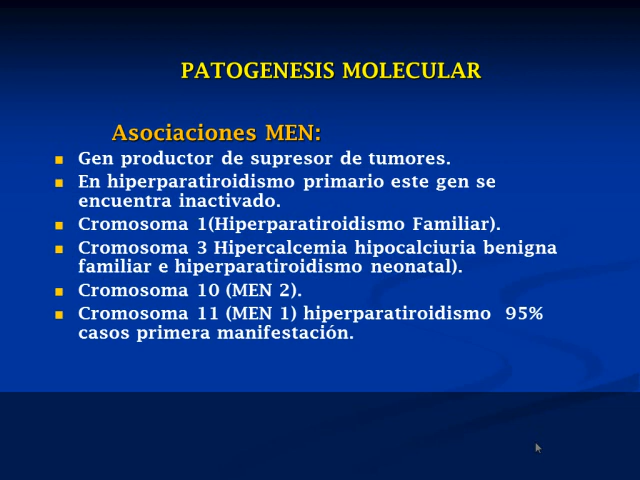 PATOGENESIS MOLECULAR
Asociaciones MEN:
Gen productor de supresor de tumores.
En hiperparatiroidismo primario este gen se
encuentra inactivado.
Cromosoma 1(Hiperparatiroidismo Familiar).
Cromosoma 3 Hipercalcemia hipocalciuria benigna
familiar e hiperparatiroidismo neonatal).
Cromosoma 10 (MEN 2).
Cromosoma 11 (MEN 1) hiperparatiroidismo 95%
casos primera manifestación.